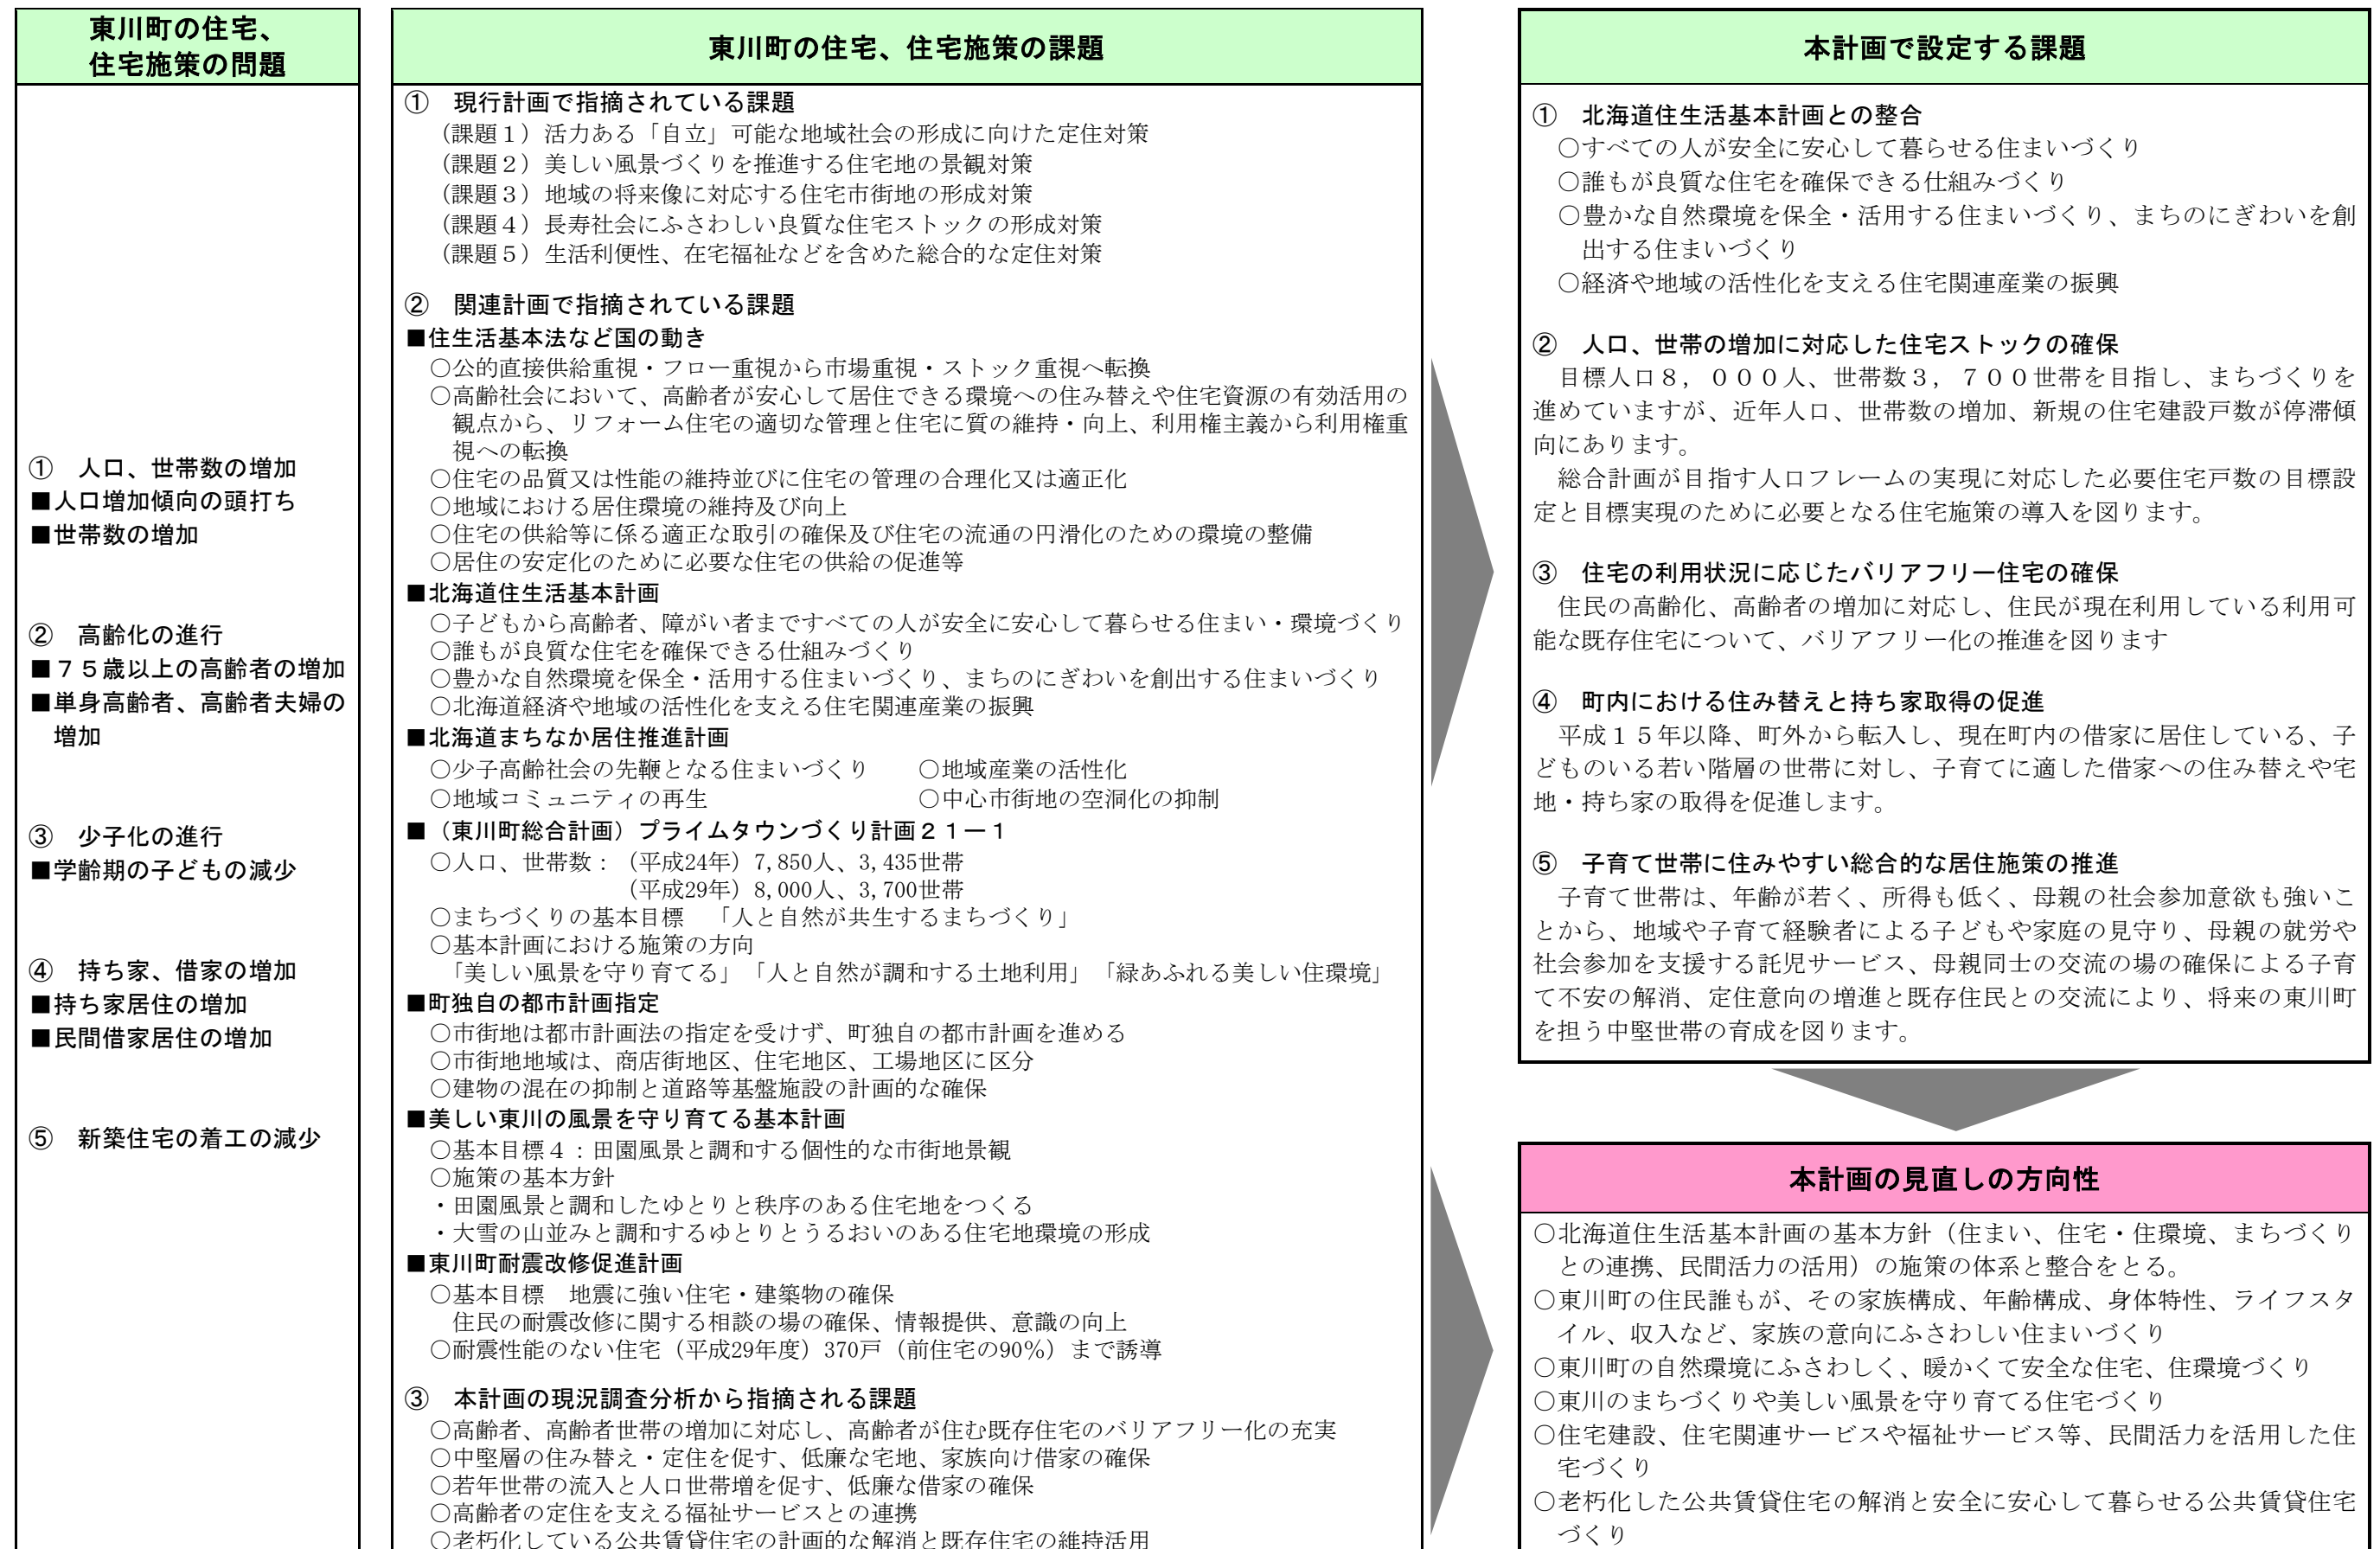 東川町の住宅、
住宅施策の問題
① 人口、世帯数の増加
■人口増加傾向の頭打ち
■世帯数の増加
② 高齢化の進行
■７５歳以上の高齢者の増加
■単身高齢者、高齢者夫婦の
増加
③ 少子化の進行
■学齢期の子どもの減少
④ 持ち家、借家の増加
■持ち家居住の増加
■民間借家居住の増加
⑤ 新築住宅の着工の減少
東川町の住宅、住宅施策の課題
① 現行計画で指摘されている課題
（課題１）活力ある「自立」可能な地域社会の形成に向けた定住対策
（課題２）美しい風景づくりを推進する住宅地の景観対策
（課題３）地域の将来像に対応する住宅市街地の形成対策
（課題４）長寿社会にふさわしい良質な住宅ストックの形成対策
（課題５）生活利便性、在宅福祉などを含めた総合的な定住対策
② 関連計画で指摘されている課題
■住生活基本法など国の動き
○公的直接供給重視・フロー重視から市場重視・ストック重視へ転換
○高齢社会において、高齢者が安心して居住できる環境への住み替えや住宅資源の有効活用の
観点から、リフォーム住宅の適切な管理と住宅に質の維持・向上、利用権主義から利用権重
視への転換
○住宅の品質又は性能の維持並びに住宅の管理の合理化又は適正化
○地域における居住環境の維持及び向上
○住宅の供給等に係る適正な取引の確保及び住宅の流通の円滑化のための環境の整備
○居住の安定化のために必要な住宅の供給の促進等
■北海道住生活基本計画
○子どもから高齢者、障がい者まですべての人が安全に安心して暮らせる住まい・環境づくり
○誰もが良質な住宅を確保できる仕組みづくり
○豊かな自然環境を保全・活用する住まいづくり、まちのにぎわいを創出する住まいづくり
○北海道経済や地域の活性化を支える住宅関連産業の振興
■北海道まちなか居住推進計画
○少子高齢社会の先鞭となる住まいづくり ○地域産業の活性化
○地域コミュニティの再生 ○中心市街地の空洞化の抑制
■（東川町総合計画）プライムタウンづくり計画２１ー１
○人口、世帯数：（平成24年）7,850人、3,435世帯
（平成29年）8,000人、3,700世帯
○まちづくりの基本目標 「人と自然が共生するまちづくり」
○基本計画における施策の方向
「美しい風景を守り育てる」「人と自然が調和する土地利用」「緑あふれる美しい住環境」
■町独自の都市計画指定
○市街地は都市計画法の指定を受けず、町独自の都市計画を進める
○市街地地域は、商店街地区、住宅地区、工場地区に区分
○建物の混在の抑制と道路等基盤施設の計画的な確保
■美しい東川の風景を守り育てる基本計画
○基本目標４：田園風景と調和する個性的な市街地景観
○施策の基本方針
・田園風景と調和したゆとりと秩序のある住宅地をつくる
・大雪の山並みと調和するゆとりとうるおいのある住宅地環境の形成
■東川町耐震改修促進計画
○基本目標 地震に強い住宅・建築物の確保
住民の耐震改修に関する相談の場の確保、情報提供、意識の向上
○耐震性能のない住宅（平成29年度）370戸（前住宅の90％）まで誘導
③ 本計画の現況調査分析から指摘される課題
○高齢者、高齢者世帯の増加に対応し、高齢者が住む既存住宅のバリアフリー化の充実
○中堅層の住み替え・定住を促す、低廉な宅地、家族向け借家の確保
○若年世帯の流入と人口世帯増を促す、低廉な借家の確保
○高齢者の定住を支える福祉サービスとの連携
○老朽化している公共賃貸住宅の計画的な解消と既存住宅の維持活用
本計画で設定する課題
① 北海道住生活基本計画との整合
○すべての人が安全に安心して暮らせる住まいづくり
○誰もが良質な住宅を確保できる仕組みづくり
○豊かな自然環境を保全・活用する住まいづくり、まちのにぎわいを創
出する住まいづくり
○経済や地域の活性化を支える住宅関連産業の振興
② 人口、世帯の増加に対応した住宅ストックの確保
目標人口８，０００人、世帯数３，７００世帯を目指し、まちづくりを
進めていますが、近年人口、世帯数の増加、新規の住宅建設戸数が停滞傾
向にあります。
総合計画が目指す人口フレームの実現に対応した必要住宅戸数の目標設
定と目標実現のために必要となる住宅施策の導入を図ります。
③ 住宅の利用状況に応じたバリアフリー住宅の確保
住民の高齢化、高齢者の増加に対応し、住民が現在利用している利用可
能な既存住宅について、バリアフリー化の推進を図ります
④ 町内における住み替えと持ち家取得の促進
平成１５年以降、町外から転入し、現在町内の借家に居住している、子
どものいる若い階層の世帯に対し、子育てに適した借家への住み替えや宅
地・持ち家の取得を促進します。
⑤ 子育て世帯に住みやすい総合的な居住施策の推進
子育て世帯は、年齢が若く、所得も低く、母親の社会参加意欲も強いこ
とから、地域や子育て経験者による子どもや家庭の見守り、母親の就労や
社会参加を支援する託児サービス、母親同士の交流の場の確保による子育
て不安の解消、定住意向の増進と既存住民との交流により、将来の東川町
を担う中堅世帯の育成を図ります。
本計画の見直しの方向性
○北海道住生活基本計画の基本方針（住まい、住宅・住環境、まちづくり
との連携、民間活力の活用）の施策の体系と整合をとる。
○東川町の住民誰もが、その家族構成、年齢構成、身体特性、ライフスタ
イル、収入など、家族の意向にふさわしい住まいづくり
○東川町の自然環境にふさわしく、暖かくて安全な住宅、住環境づくり
○東川のまちづくりや美しい風景を守り育てる住宅づくり
○住宅建設、住宅関連サービスや福祉サービス等、民間活力を活用した住
宅づくり
○老朽化した公共賃貸住宅の解消と安全に安心して暮らせる公共賃貸住宅
づくり